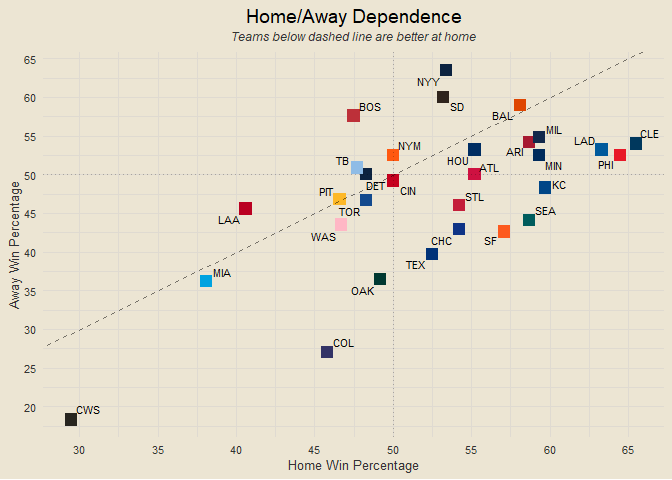 Home/Away Dependence
Teams below dashed line are better at home
65
60
55
50
45
40
35
30
25
20
Away Win Percentage
NYY
SD
BOS
BAL
NYM
HOU
MIL
ARI
MIN
LAD
CLE
PHI
TB
DET
CIN
ATL
KC
PIT
TOR
STL
LAA
WAS
CHC
SF
SEA
TEX
MIA
OAK
COL
CWS
30 35 40 45 50 55 60 65
Home Win Percentage